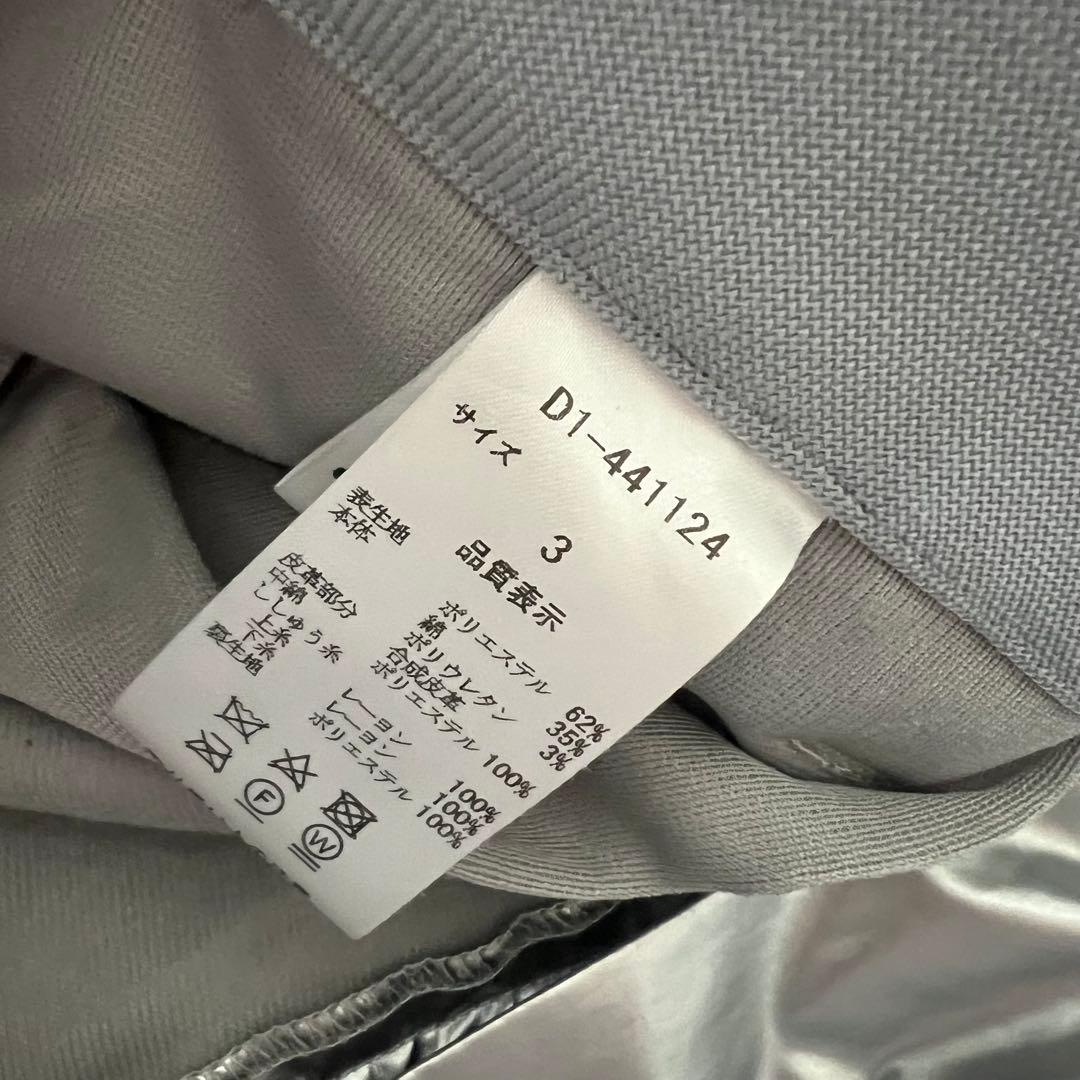 D1-441124
サイズ 3
品質表示
表生地
本体 ポリエステル 62%
綿 35%
ポリウレタン 3%
皮革部分 合成皮革
中綿 ポリエステル 100%
ししゅう糸
上糸 レーヨン 100%
下糸 レーヨン 100%
裏生地 ポリエステル 100%
F
W